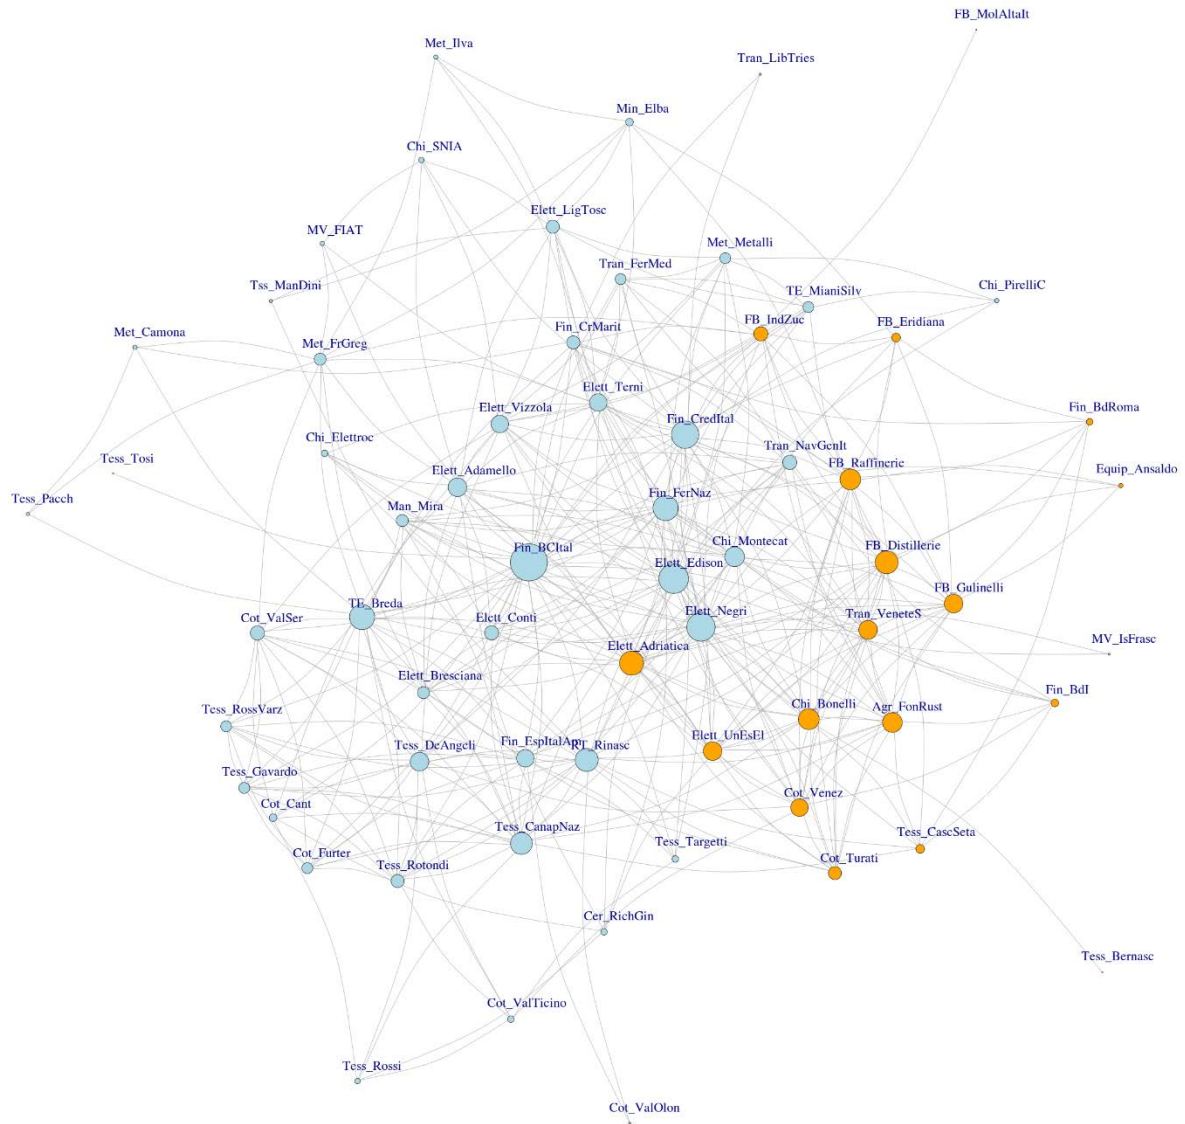 FB_MolAltaIt
Met_Ilva
Tran_LibTries
Min_Elba
Chi_SNIA
Elett_LigTosc
MV_FIAT
Met_Metalli
Tran_FerMed
Tss_ManDini
TE_MianiSilv
Chi_PirelliC
FB_IndZuc
FB_Eridiana
Met_Camona
Fin_CrMarit
Met_FrGreg
Elett_Terni
Fin_BdRoma
Elett_Vizzola
Fin_CredItal
Chi_Elettroc
Tran_NavGenIt
Tess_Tosi
FB_Raffinerie
Equip_Ansaldo
Elett_Adamello
Fin_FerNaz
Tess_Pacch
Man_Mira
Chi_Montecat
Fin_BCItal
FB_Distillerie
Elett_Edison
FB_Gulinelli
TE_Breda
Elett_Negri
Tran_VeneteS
Cot_ValSer
Elett_Conti
MV_IsFrasc
Elett_Adriatica
Elett_Bresciana
Fin_BdI
Chi_Bonelli
Agr_FonRust
Tess_RossVarz
Elett_UnEsEl
Fin_EspItalAm
RT_Rinasc
Tess_DeAngeli
Tess_Gavardo
Cot_Venez
Cot_Cant
Tess_CanapNaz
Tess_CascSeta
Tess_Targetti
Cot_Furter
Cot_Turati
Tess_Rotondi
Cer_RichGin
Tess_Bernasc
Cot_ValTicino
Tess_Rossi
Cot_ValOlon